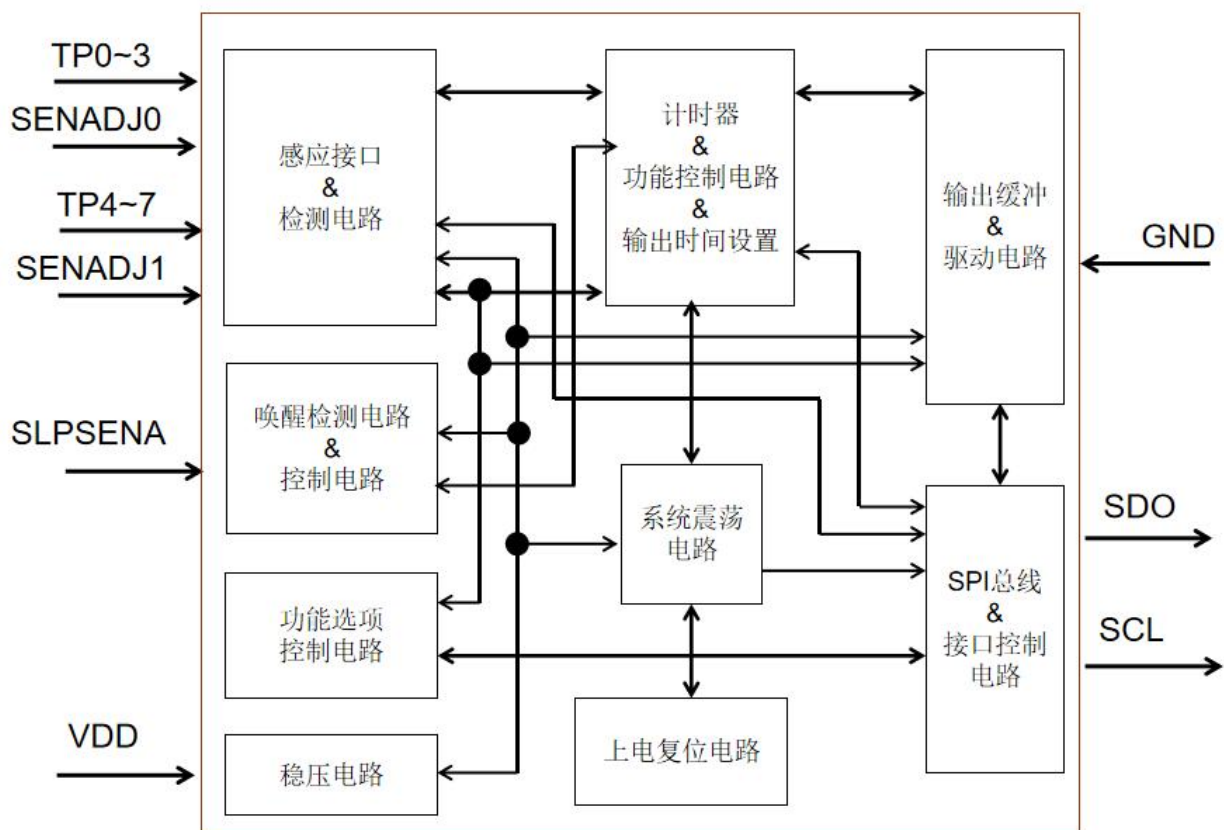 TP0~3
SENADJ0
TP4~7
SENADJ1
SLPSENA
VDD
感应接口
&
检测电路
唤醒检测电路
&
控制电路
功能选项
控制电路
稳压电路
计时器
&
功能控制电路
&
输出时间设置
系统震荡
电路
上电复位电路
输出缓冲
&
驱动电路
SPI总线
&
接口控制
电路
GND
SDO
SCL